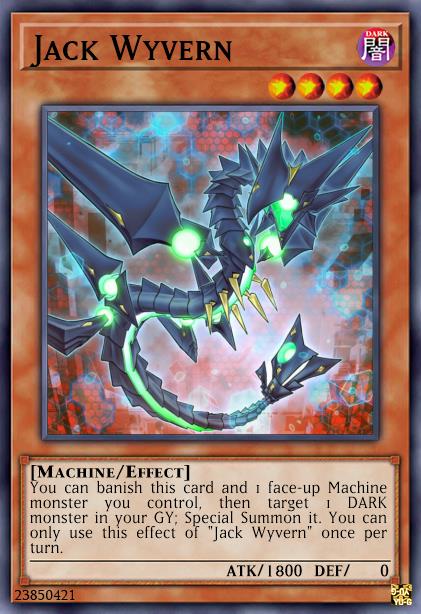 JACK WYVERN
DARK
闇
[MACHINE/EFFECT]
You can banish this card and 1 face-up Machine
monster you control, then target 1 DARK
monster in your GY; Special Summon it. You can
only use this effect of "Jack Wyvern" once per
turn.
ATK/1800 DEF/ 0
23850421